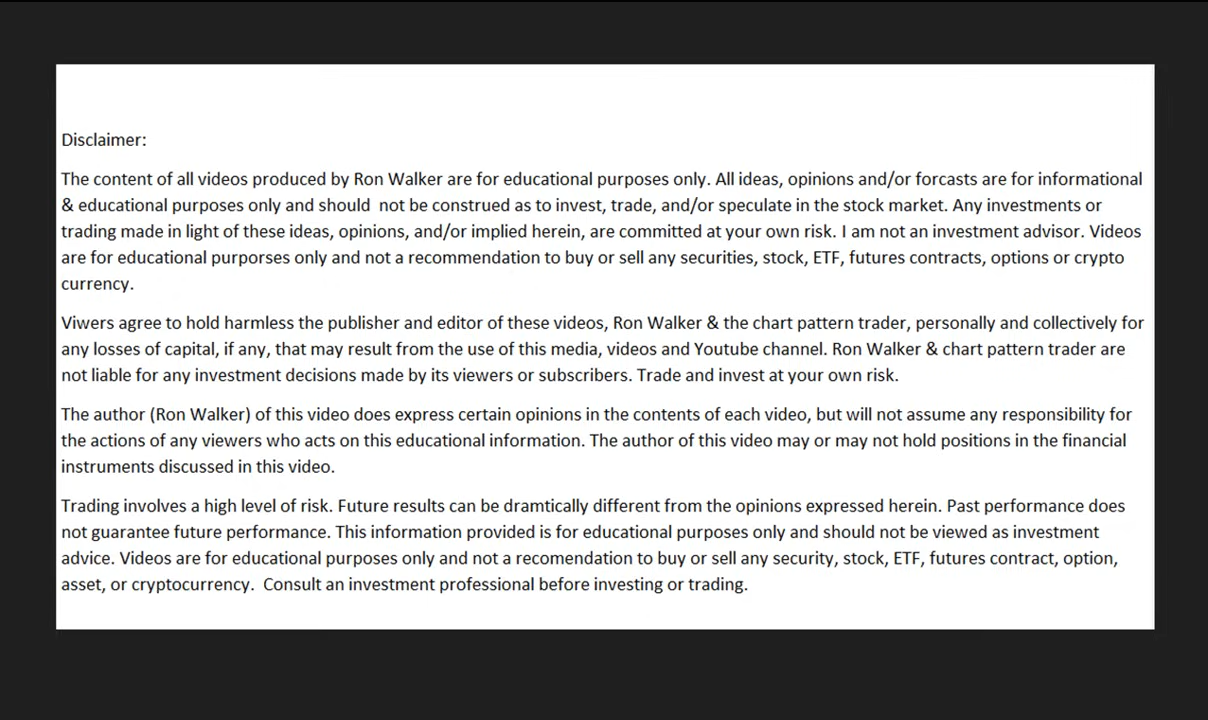 Disclaimer:
The content of all videos produced by Ron Walker are for educational purposes only. All ideas, opinions and/or forcasts are for informational
& educational purposes only and should  not be construed as to invest, trade, and/or speculate in the stock market. Any investments or
trading made in light of these ideas, opinions, and/or implied herein, are committed at your own risk. I am not an investment advisor. Videos
are for educational purporses only and not a recommendation to buy or sell any securities, stock, ETF, futures contracts, options or crypto
currency.
Viwers agree to hold harmless the publisher and editor of these videos, Ron Walker & the chart pattern trader, personally and collectively for
any losses of capital, if any, that may result from the use of this media, videos and Youtube channel. Ron Walker & chart pattern trader are
not liable for any investment decisions made by its viewers or subscribers. Trade and invest at your own risk.
The author (Ron Walker) of this video does express certain opinions in the contents of each video, but will not assume any responsibility for
the actions of any viewers who acts on this educational information. The author of this video may or may not hold positions in the financial
instruments discussed in this video.
Trading involves a high level of risk. Future results can be dramtically different from the opinions expressed herein. Past performance does
not guarantee future performance. This information provided is for educational purposes only and should not be viewed as investment
advice. Videos are for educational purposes only and not a recomendation to buy or sell any security, stock, ETF, futures contract, option,
asset, or cryptocurrency.  Consult an investment professional before investing or trading.